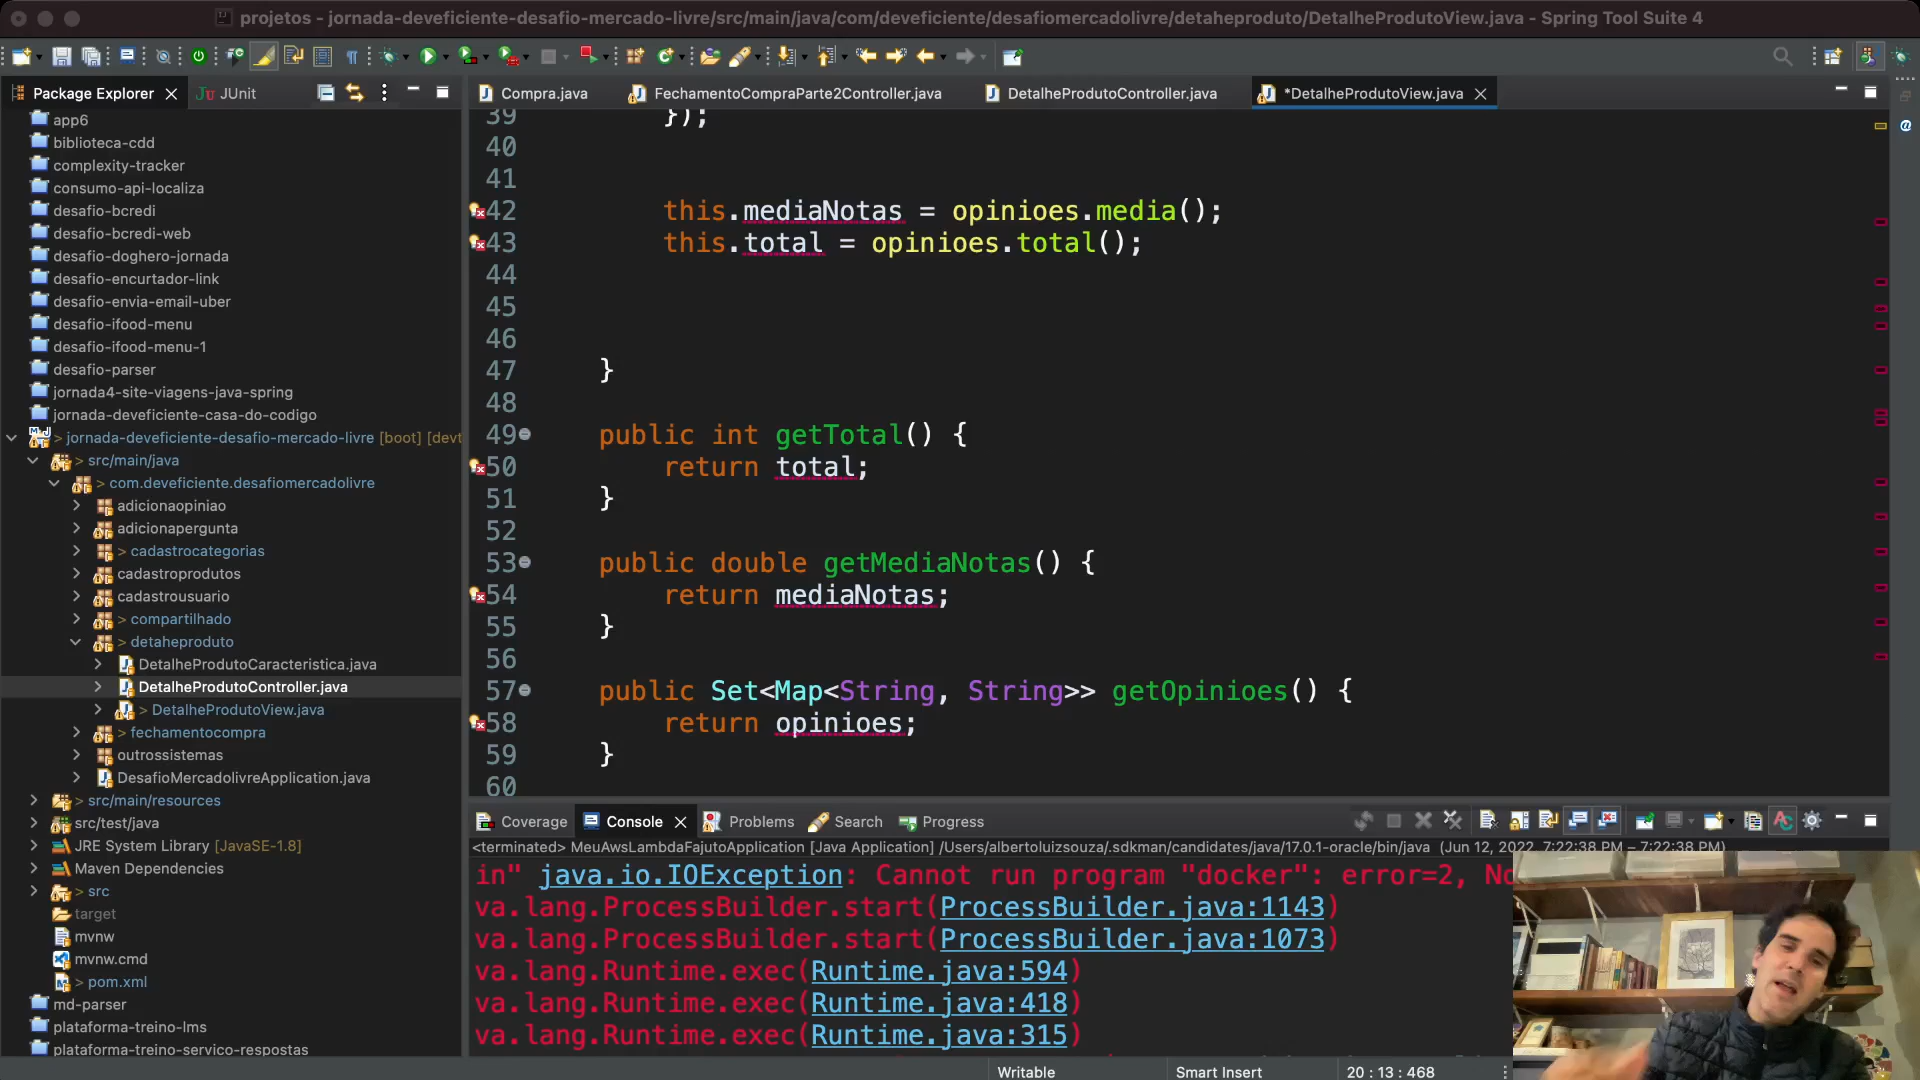 projetos - jornada-deveficiente-desafio-mercado-livre/src/main/java/com/deveficiente/desafiomercadolivre/detaheproduto/DetalheProdutoView.java - Spring Tool Suite 4
Package Explorer
JUnit
Compra.java
FechamentoCompraParte2Controller.java
DetalheProdutoController.java
*DetalheProdutoView.java
app6
biblioteca-cdd
complexity-tracker
consumo-api-localiza
desafio-bcredi
desafio-bcredi-web
desafio-doghero-jornada
desafio-encurtador-link
desafio-envia-email-uber
desafio-ifood-menu
desafio-ifood-menu-1
desafio-parser
jornada4-site-viagens-java-spring
jornada-deveficiente-casa-do-codigo
> jornada-deveficiente-desafio-mercado-livre [boot] [devt
> src/main/java
> com.deveficiente.desafiomercadolivre
adicionaopiniao
adicionapergunta
> cadastrocategorias
cadastroprodutos
cadastrousuario
> compartilhado
> detaheproduto
DetalheProdutoCaracteristica.java
DetalheProdutoController.java
> DetalheProdutoView.java
> fechamentocompra
outrossistemas
DesafioMercadolivreApplication.java
> src/main/resources
src/test/java
JRE System Library [JavaSE-1.8]
Maven Dependencies
> src
target
mvnw
mvnw.cmd
> pom.xml
md-parser
plataforma-treino-lms
plataforma-treino-servico-respostas
39 });
40
41
42 this.mediaNotas = opinioes.media();
43 this.total = opinioes.total();
44
45
46
47 }
48
49 public int getTotal() {
50 return total;
51 }
52
53 public double getMediaNotas() {
54 return mediaNotas;
55 }
56
57 public Set<Map<String, String>> getOpinioes() {
58 return opinioes;
59 }
60
Coverage
Console
Problems
Search
Progress
<terminated> MeuAwsLambdaFajutoApplication [Java Application] /Users/albertoluizsouza/.sdkman/candidates/java/17.0.1-oracle/bin/java (Jun 12, 2022, 7:22:38 PM – 7:22:38 PM)
in" java.io.IOException: Cannot run program "docker": error=2, No
va.lang.ProcessBuilder.start(ProcessBuilder.java:1143)
va.lang.ProcessBuilder.start(ProcessBuilder.java:1073)
va.lang.Runtime.exec(Runtime.java:594)
va.lang.Runtime.exec(Runtime.java:418)
va.lang.Runtime.exec(Runtime.java:315)
Writable
Smart Insert
20 : 13 : 468